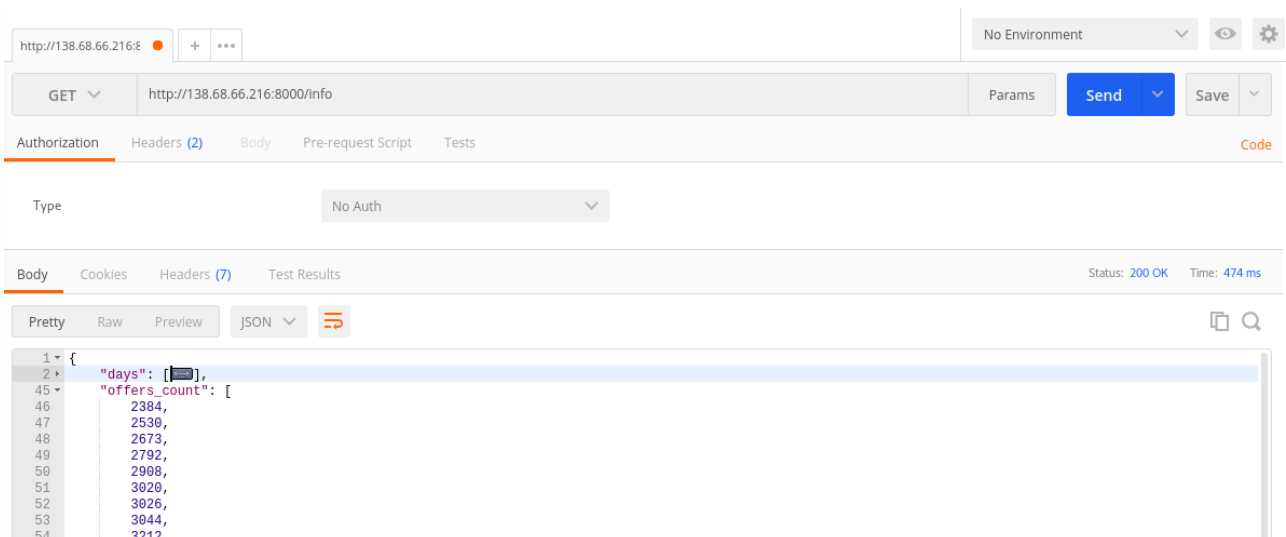 No Environment
http://138.68.66.216:8
GET http://138.68.66.216:8000/info Params Send Save
Authorization Headers (2) Body Pre-request Script Tests Code
Type No Auth
Body Cookies Headers (7) Test Results Status: 200 OK Time: 474 ms
Pretty Raw Preview JSON
1 {
2 "days": [],
45 "offers_count": [
46 2384,
47 2530,
48 2673,
49 2792,
50 2908,
51 3020,
52 3026,
53 3044,
54 3212